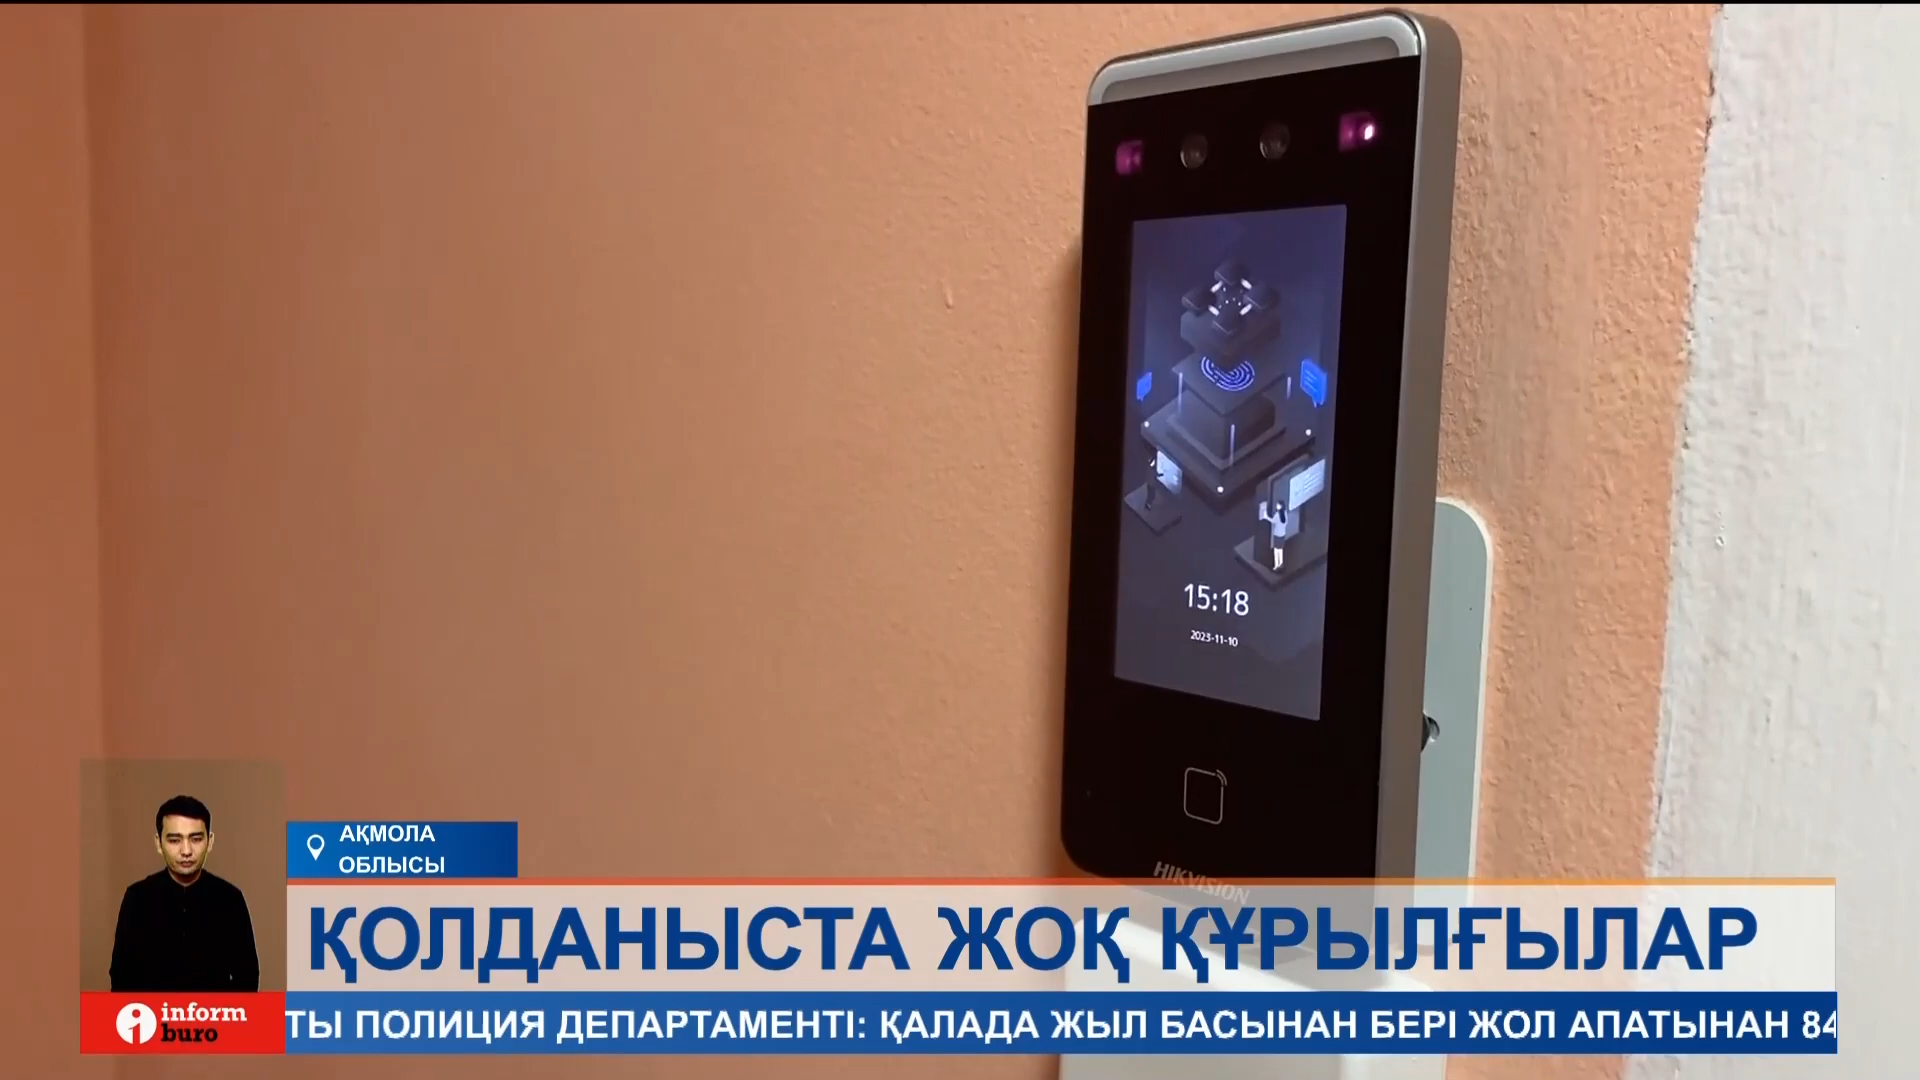 15:18
2023-11-10
HIKVISION
АҚМОЛА
ОБЛЫСЫ
ҚОЛДАНЫСТА ЖОҚ ҚҰРЫЛҒЫЛАР
inform
buro
ТЫ ПОЛИЦИЯ ДЕПАРТАМЕНТІ: ҚАЛАДА ЖЫЛ БАСЫНАН БЕРІ ЖОЛ АПАТЫНАН 84